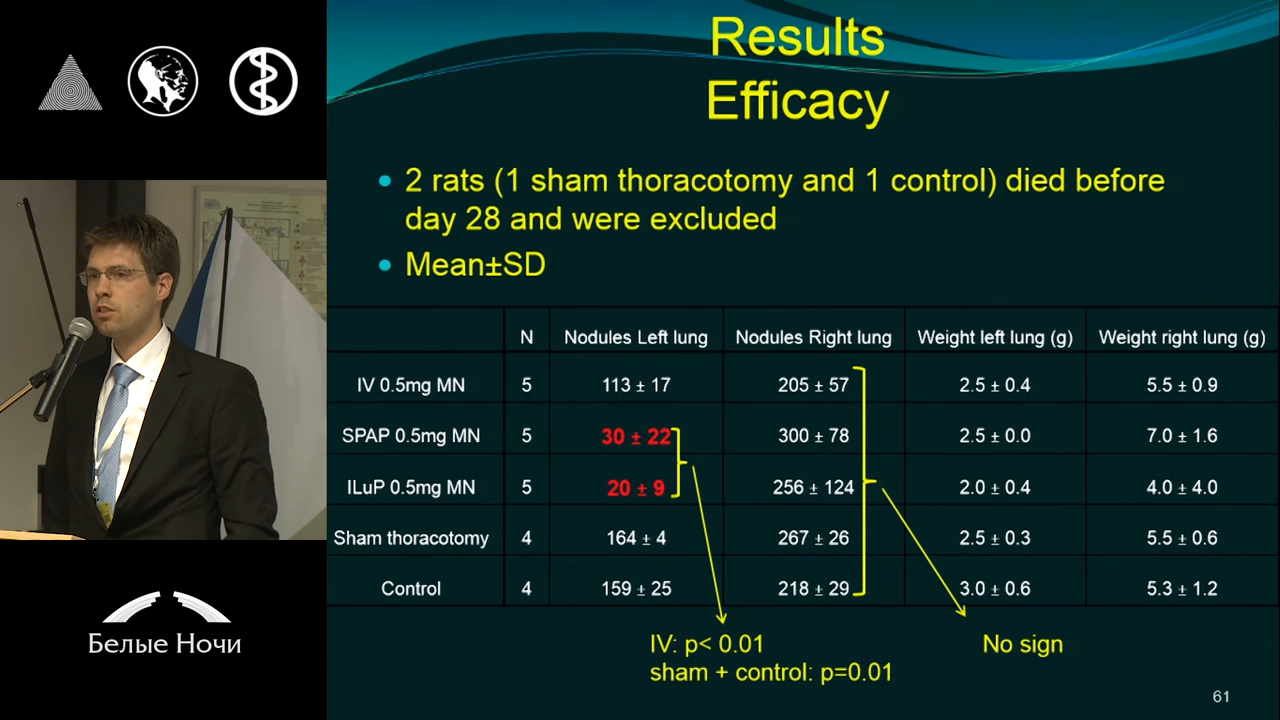 Results
Efficacy
2 rats (1 sham thoracotomy and 1 control) died before
day 28 and were excluded
Mean±SD
N Nodules Left lung Nodules Right lung Weight left lung (g) Weight right lung (g)
IV 0.5mg MN 5 113 ± 17 205 ± 57 2.5 ± 0.4 5.5 ± 0.9
SPAP 0.5mg MN 5 30 ± 22 300 ± 78 2.5 ± 0.0 7.0 ± 1.6
ILuP 0.5mg MN 5 20 ± 9 256 ± 124 2.0 ± 0.4 4.0 ± 4.0
Sham thoracotomy 4 164 ± 4 267 ± 26 2.5 ± 0.3 5.5 ± 0.6
Control 4 159 ± 25 218 ± 29 3.0 ± 0.6 5.3 ± 1.2
IV: p< 0.01
sham + control: p=0.01
No sign
61
Белые Ночи